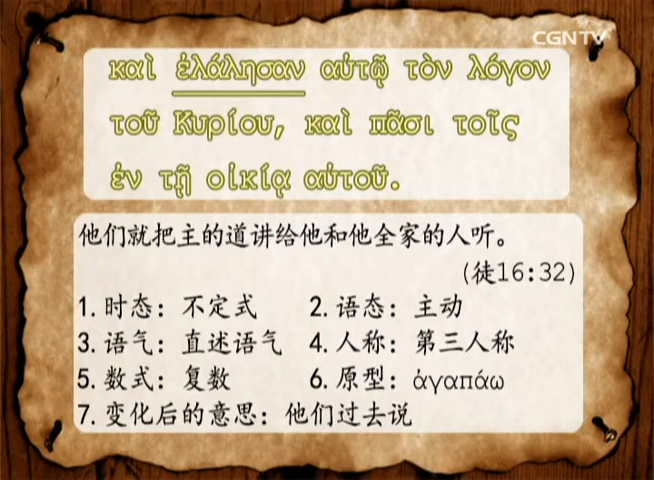 CGNTV
καὶ ἐλάλησαν αὐτῷ τὸν λόγον
τοῦ Κυρίου, καὶ πᾶσι τοῖς
ἐν τῇ οἰκίᾳ αὐτοῦ.
他们就把主的道讲给他和他全家的人听。
(徒16:32)
1.时态：不定式 2.语态：主动
3.语气：直述语气 4.人称：第三人称
5.数式：复数 6.原型：ἀγαπάω
7.变化后的意思：他们过去说